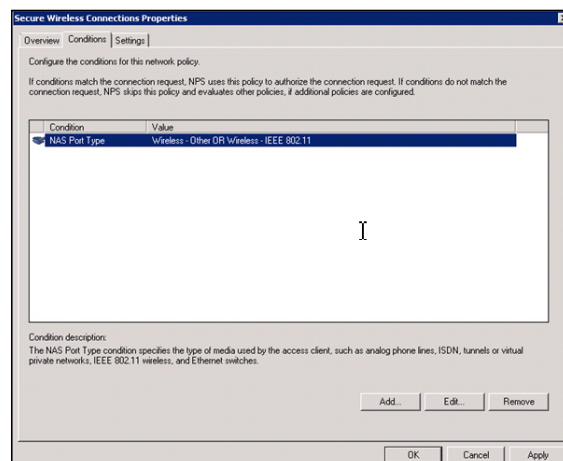 Secure Wireless Connections Properties
Overview Conditions Settings
Configure the conditions for this network policy.
If conditions match the connection request, NPS uses this policy to authorize the connection request. If conditions do not match the
connection request, NPS skips this policy and evaluates other policies, if additional policies are configured.
Condition Value
NAS Port Type Wireless - Other OR Wireless - IEEE 802.11
Condition description:
The NAS Port Type condition specifies the type of media used by the access client, such as analog phone lines, ISDN, tunnels or virtual
private networks, IEEE 802.11 wireless, and Ethernet switches.
Add... Edit... Remove
OK Cancel Apply